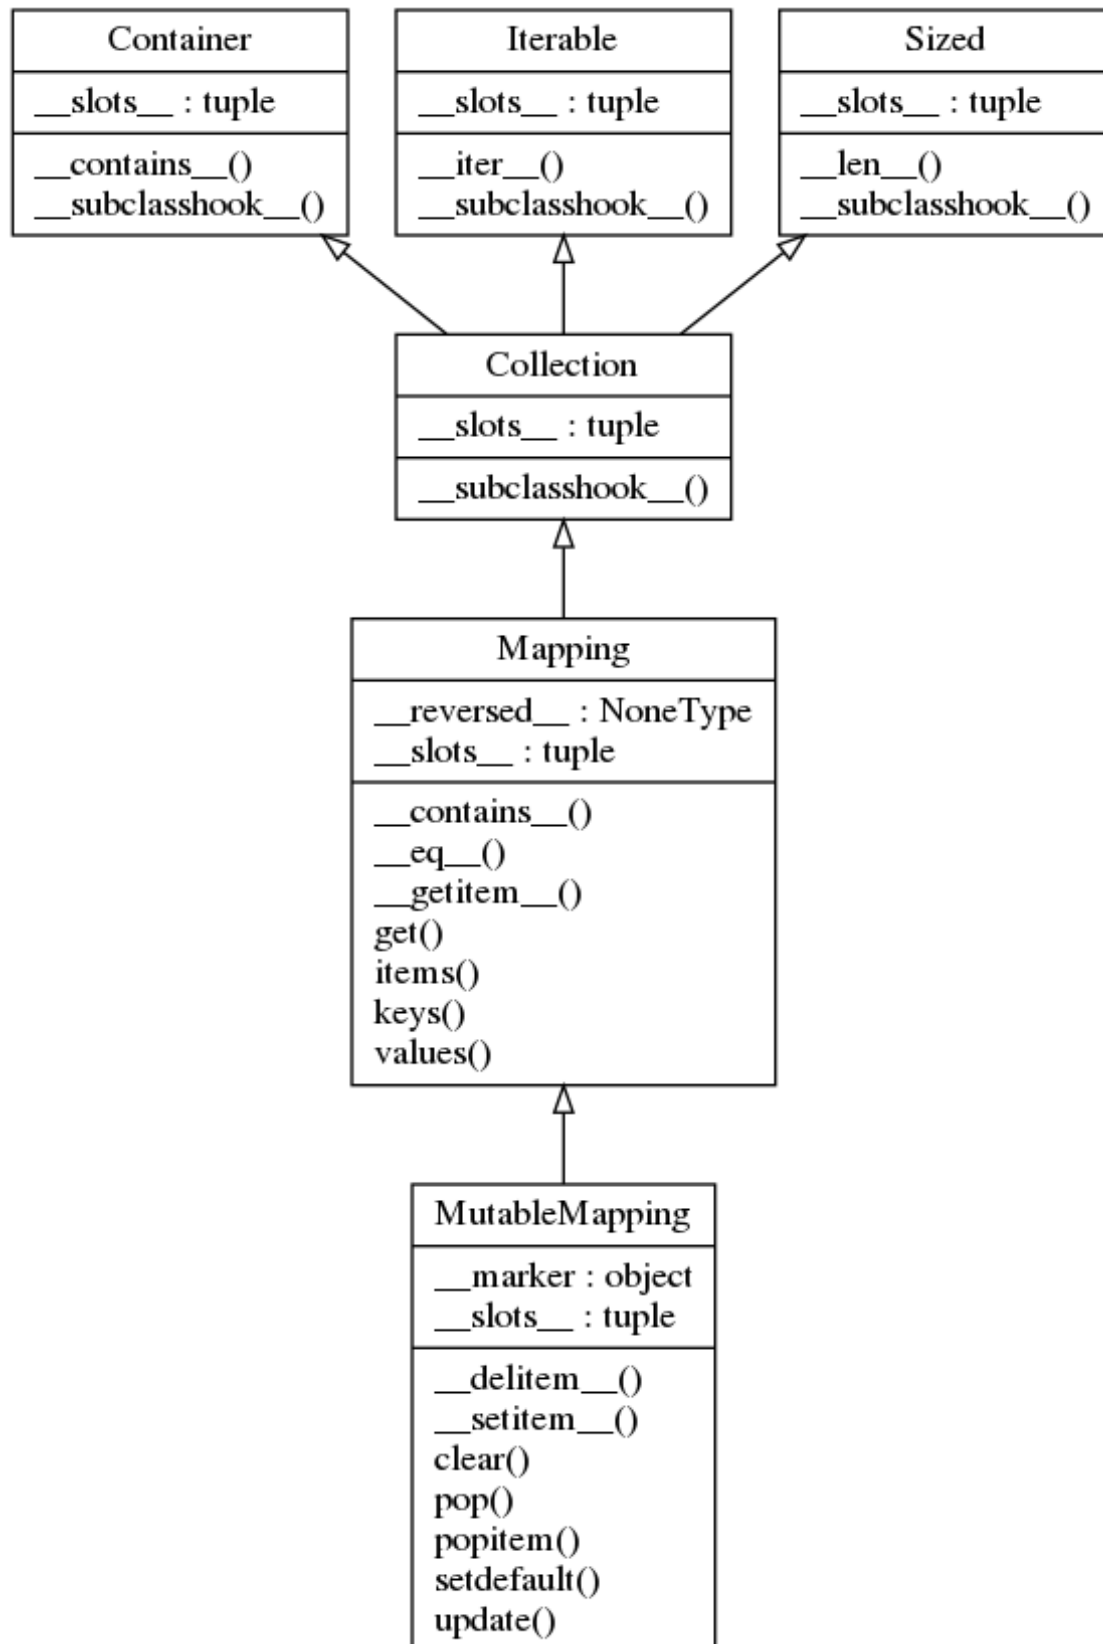 Container
__slots__ : tuple
__contains__()
__subclasshook__()
Iterable
__slots__ : tuple
__iter__()
__subclasshook__()
Sized
__slots__ : tuple
__len__()
__subclasshook__()
Collection
__slots__ : tuple
__subclasshook__()
Mapping
__reversed__ : NoneType
__slots__ : tuple
__contains__()
__eq__()
__getitem__()
get()
items()
keys()
values()
MutableMapping
__marker : object
__slots__ : tuple
__delitem__()
__setitem__()
clear()
pop()
popitem()
setdefault()
update()